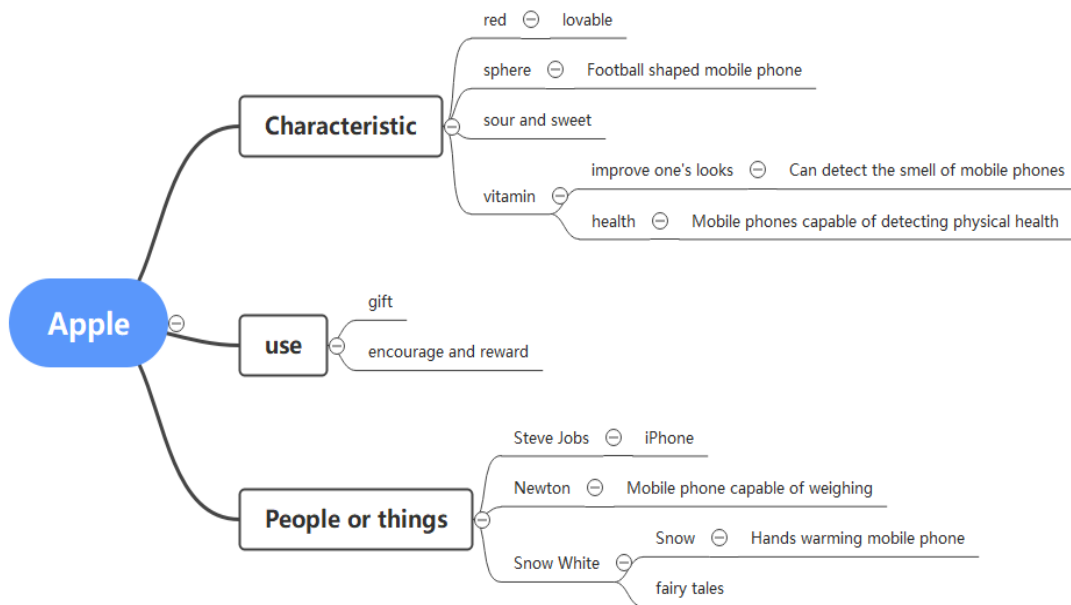 Apple
Characteristic
red
lovable
sphere
Football shaped mobile phone
sour and sweet
vitamin
improve one's looks
Can detect the smell of mobile phones
health
Mobile phones capable of detecting physical health
use
gift
encourage and reward
People or things
Steve Jobs
iPhone
Newton
Mobile phone capable of weighing
Snow White
Snow
Hands warming mobile phone
fairy tales